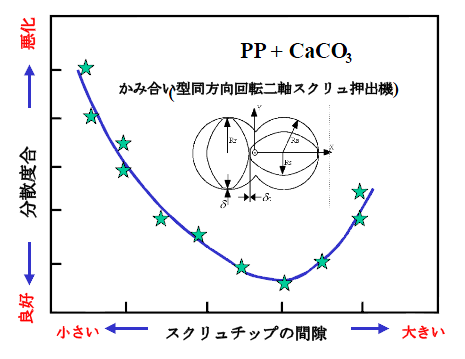 悪化
PP + CaCO3
かみ合い型同方向回転二軸スクリュ押出機)
分散度合
良好
小さい
スクリュチップの間隙
大きい